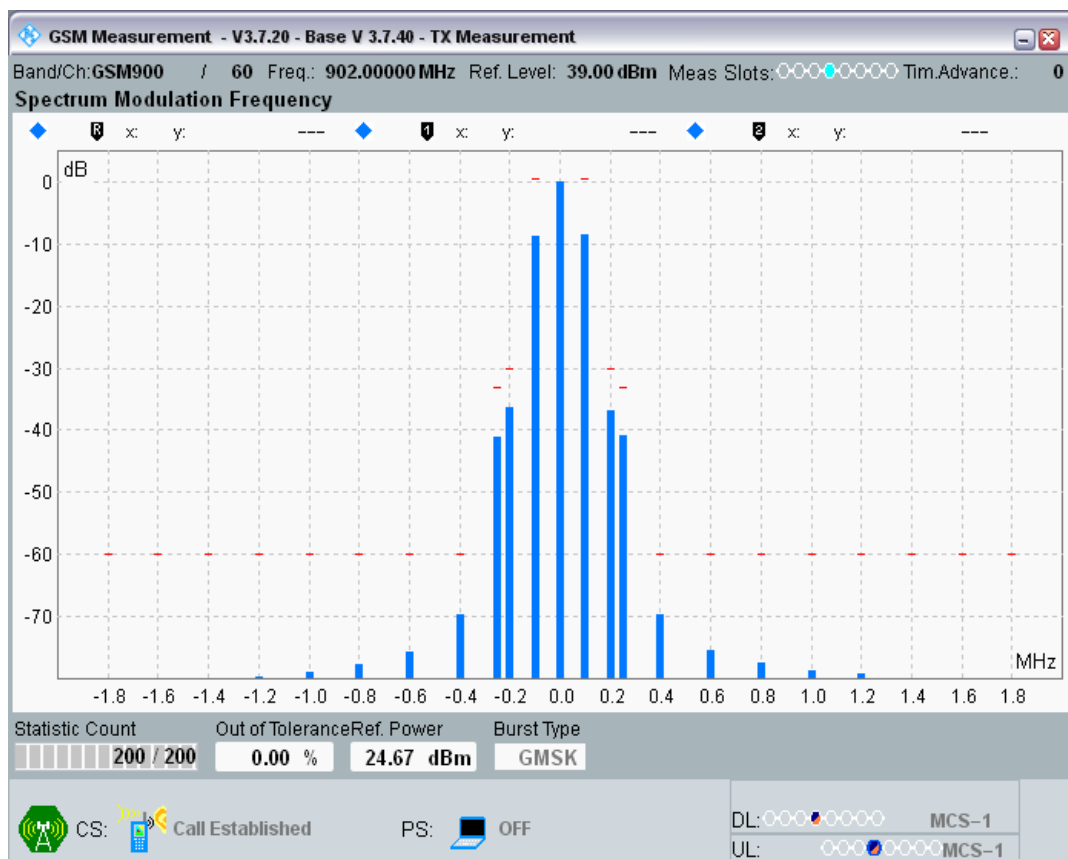 GSM Measurement - V3.7.20 - Base V 3.7.40 - TX Measurement
Band/Ch:GSM900 / 60 Freq.: 902.00000 MHz Ref. Level: 39.00 dBm Meas Slots: Tim.Advance.: 0
Spectrum Modulation Frequency
R x: y: --- 1 x: y: --- 2 x: y: ---
dB
0
-10
-20
-30
-40
-50
-60
-70
MHz
-1.8 -1.6 -1.4 -1.2 -1.0 -0.8 -0.6 -0.4 -0.2 0.0 0.2 0.4 0.6 0.8 1.0 1.2 1.4 1.6 1.8
Statistic Count Out of Tolerance Ref. Power Burst Type
200 / 200 0.00 % 24.67 dBm GMSK
CS: Call Established PS: OFF
DL: MCS-1
UL: MCS-1